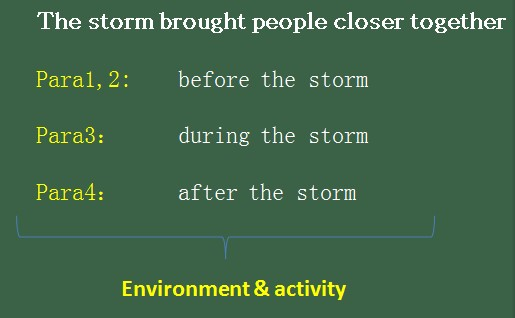 The storm brought people closer together
Para1,2: before the storm
Para3： during the storm
Para4： after the storm
Environment & activity